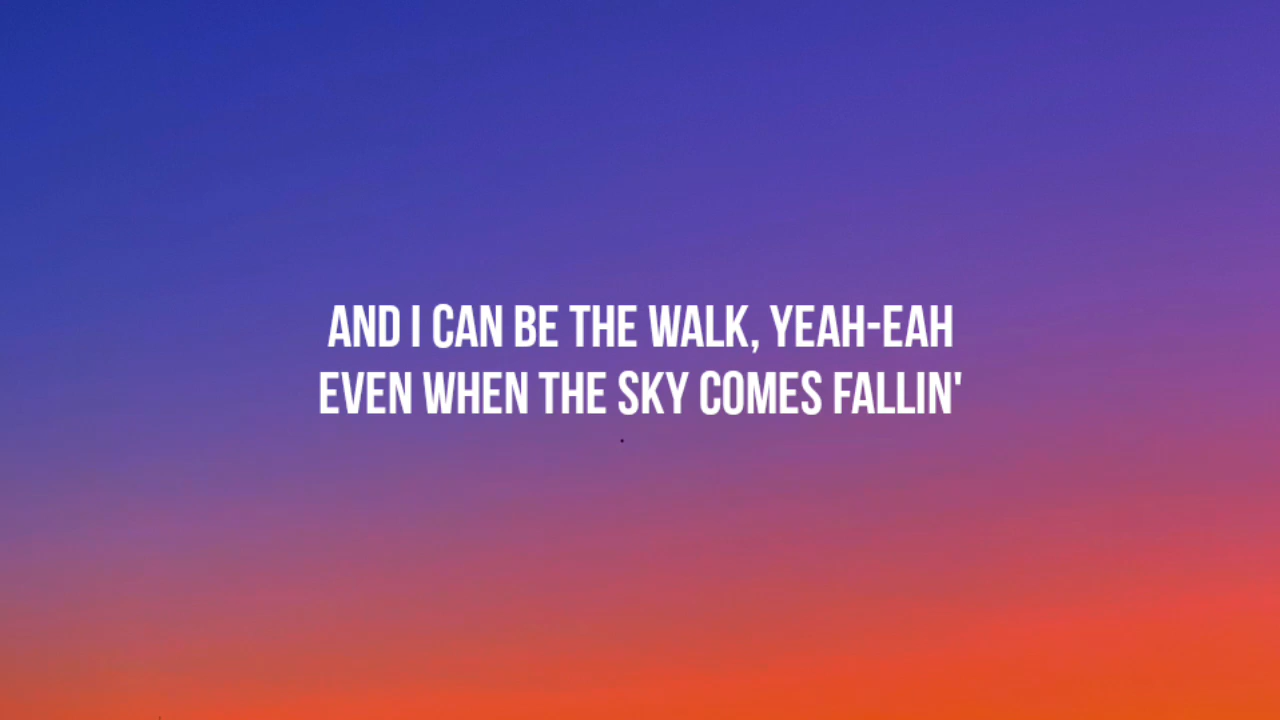 AND I CAN BE THE WALK, YEAH-EAH
EVEN WHEN THE SKY COMES FALLIN'